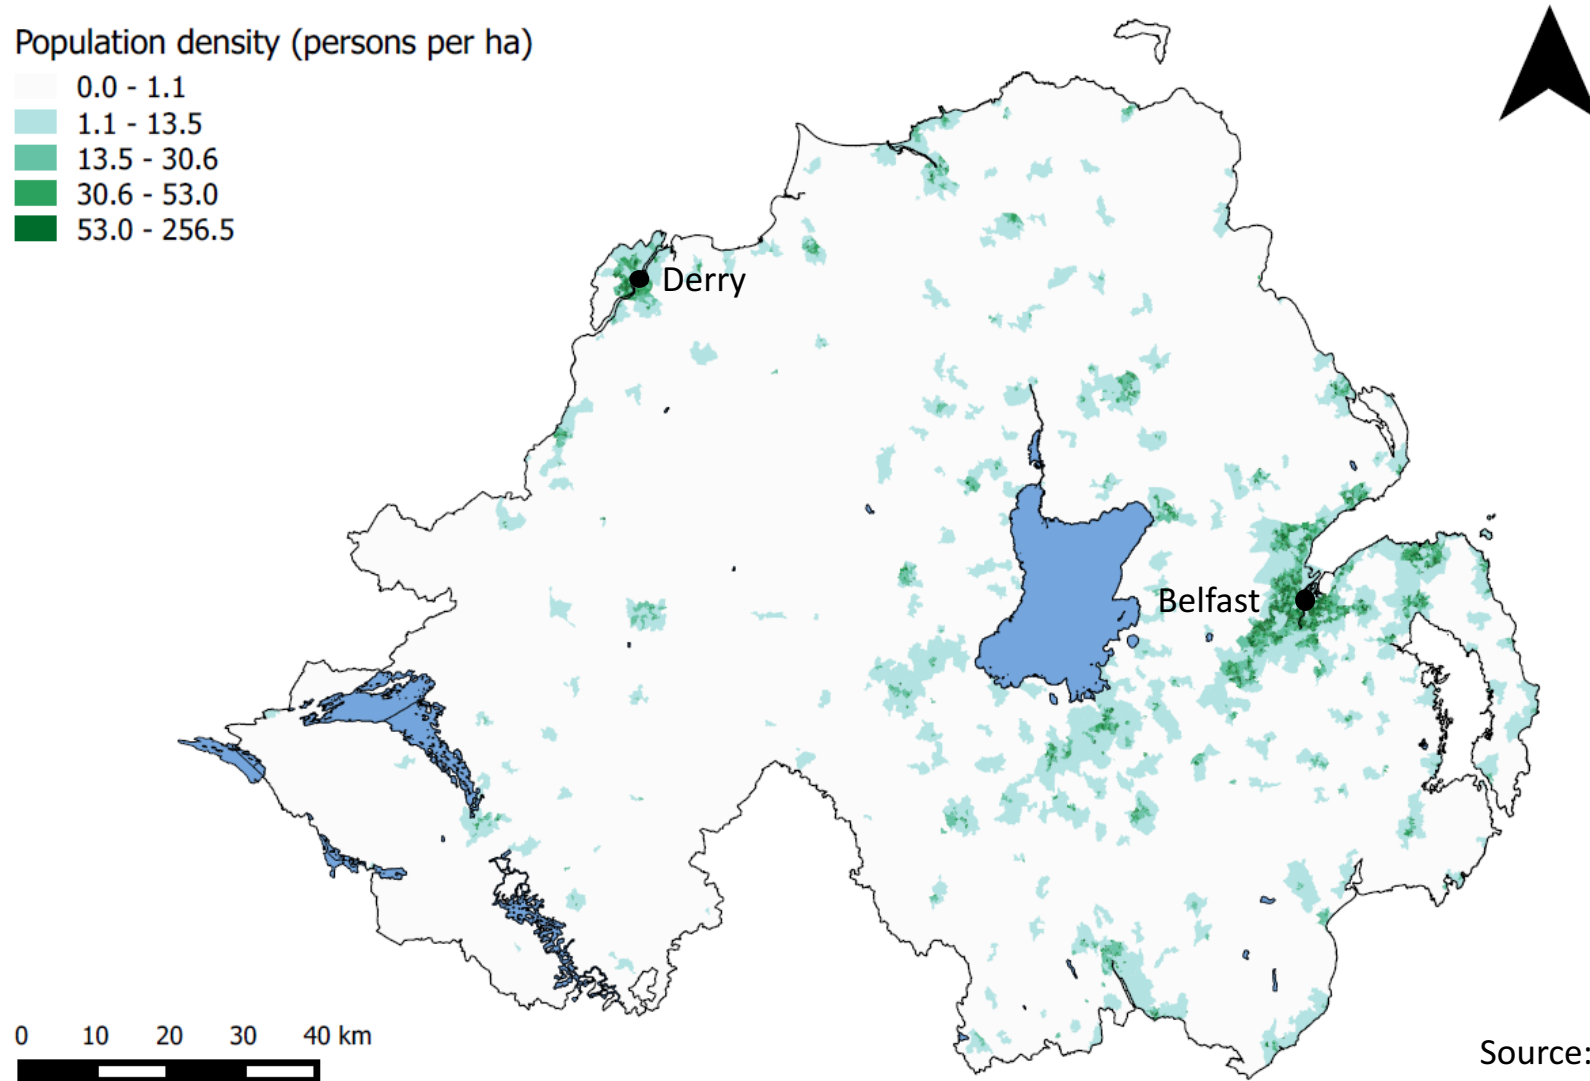 Population density (persons per ha)
0.0 - 1.1
1.1 - 13.5
13.5 - 30.6
30.6 - 53.0
53.0 - 256.5
Derry
Belfast
0 10 20 30 40 km
Source: